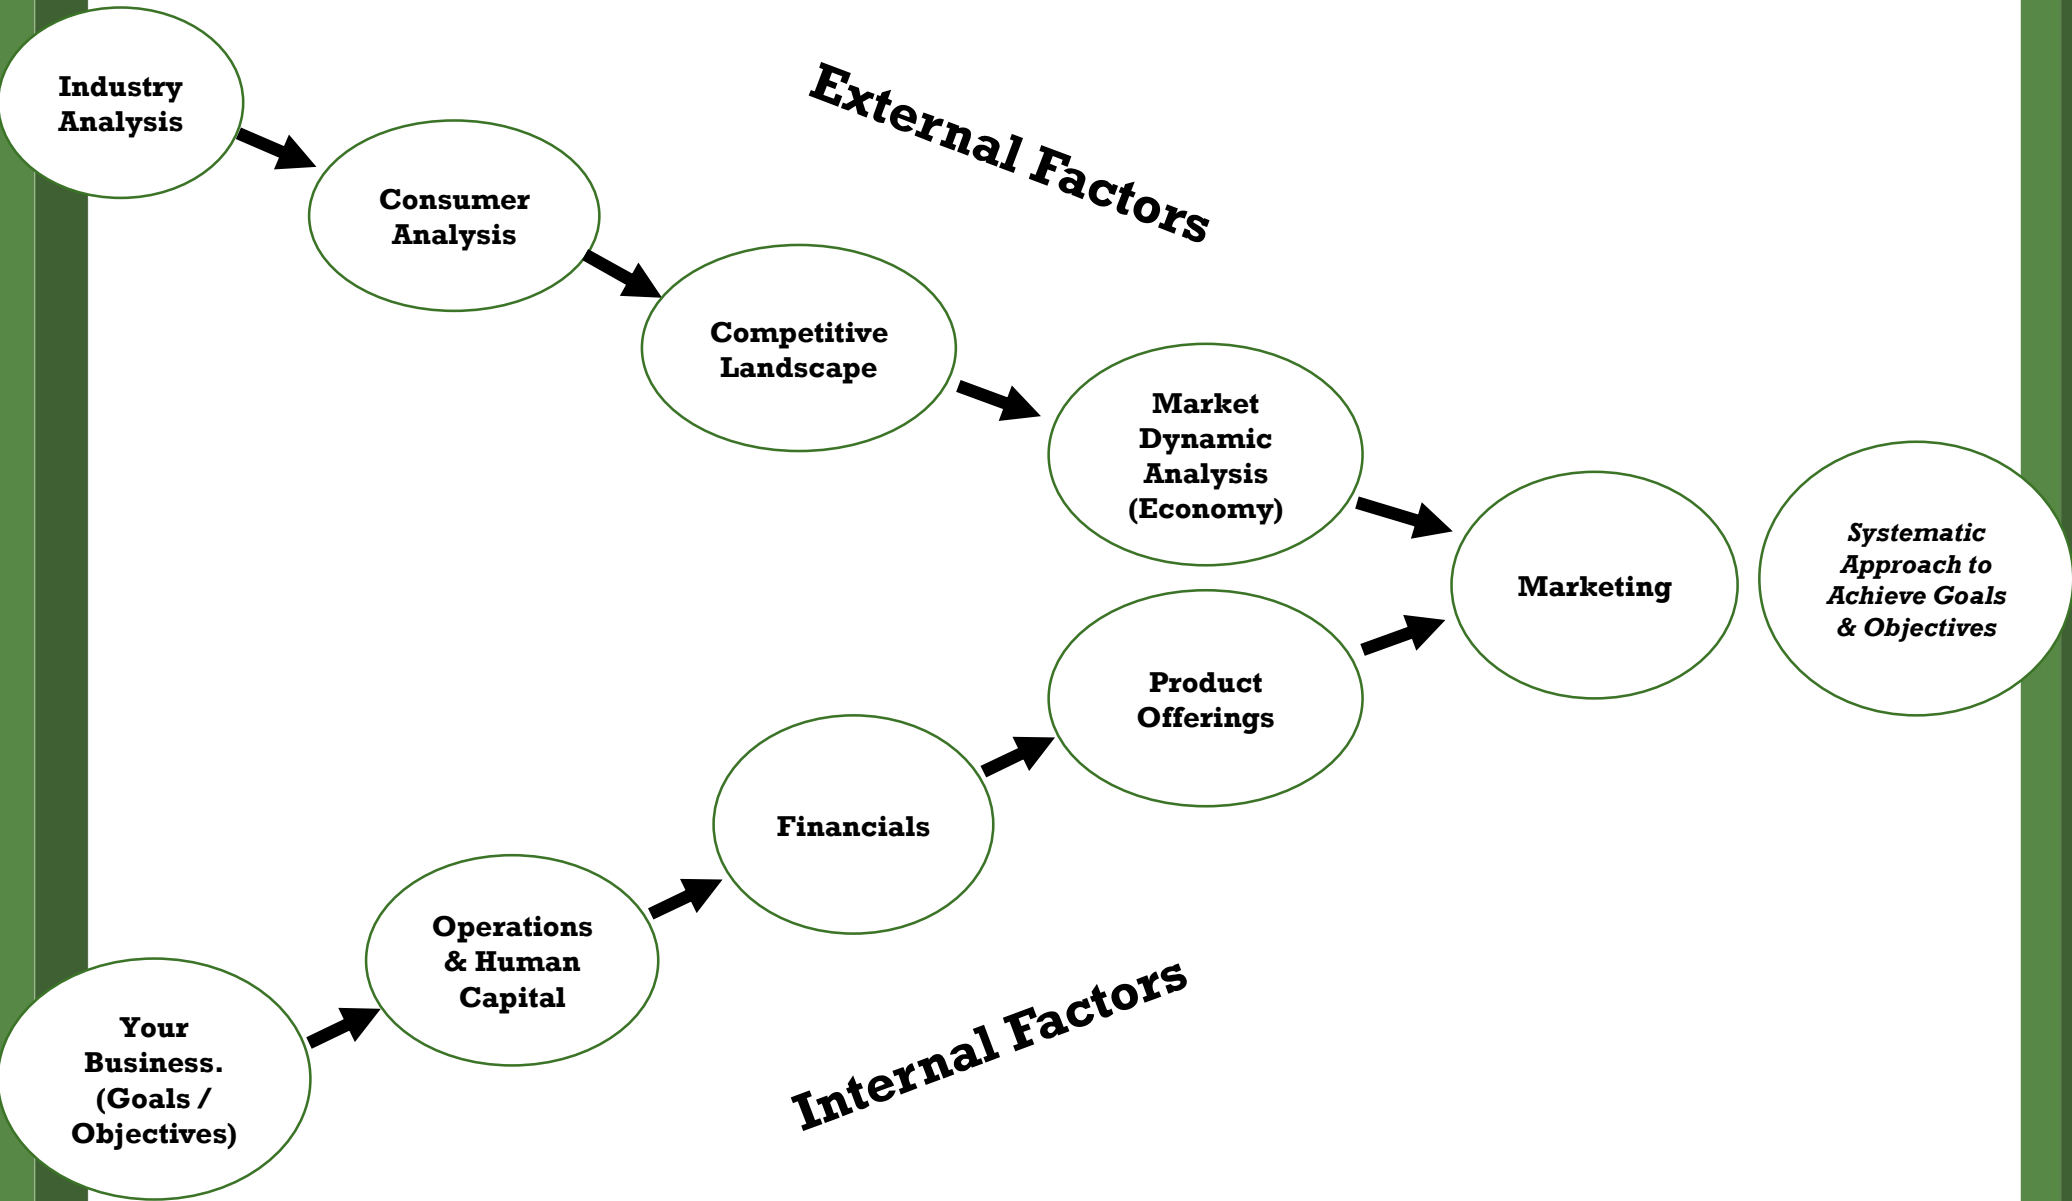 Industry
Analysis
External Factors
Consumer
Analysis
Competitive
Landscape
Market
Dynamic
Analysis
(Economy)
Marketing
Systematic
Approach to
Achieve Goals
& Objectives
Product
Offerings
Financials
Operations
& Human
Capital
Internal Factors
Your
Business.
(Goals /
Objectives)